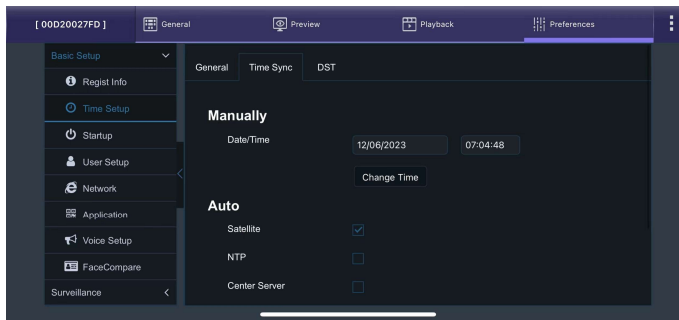 [ 00D20027FD ] General Preview Playback Preferences
Basic Setup
General Time Sync DST
Regist Info
Time Setup
Startup
User Setup
Network
Application
Voice Setup
FaceCompare
Surveillance
Manually
Date/Time 12/06/2023 07:04:48
Change Time
Auto
Satellite
NTP
Center Server